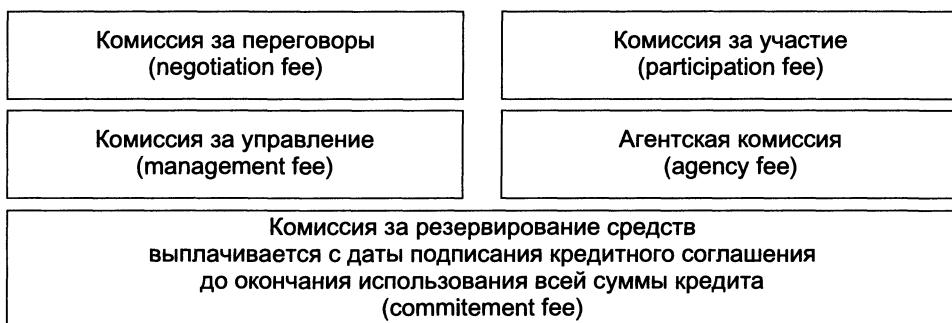 Комиссия за переговоры
(negotiation fee)
Комиссия за участие
(participation fee)
Комиссия за управление
(management fee)
Агентская комиссия
(agency fee)
Комиссия за резервирование средств
выплачивается с даты подписания кредитного соглашения
до окончания использования всей суммы кредита
(commitement fee)